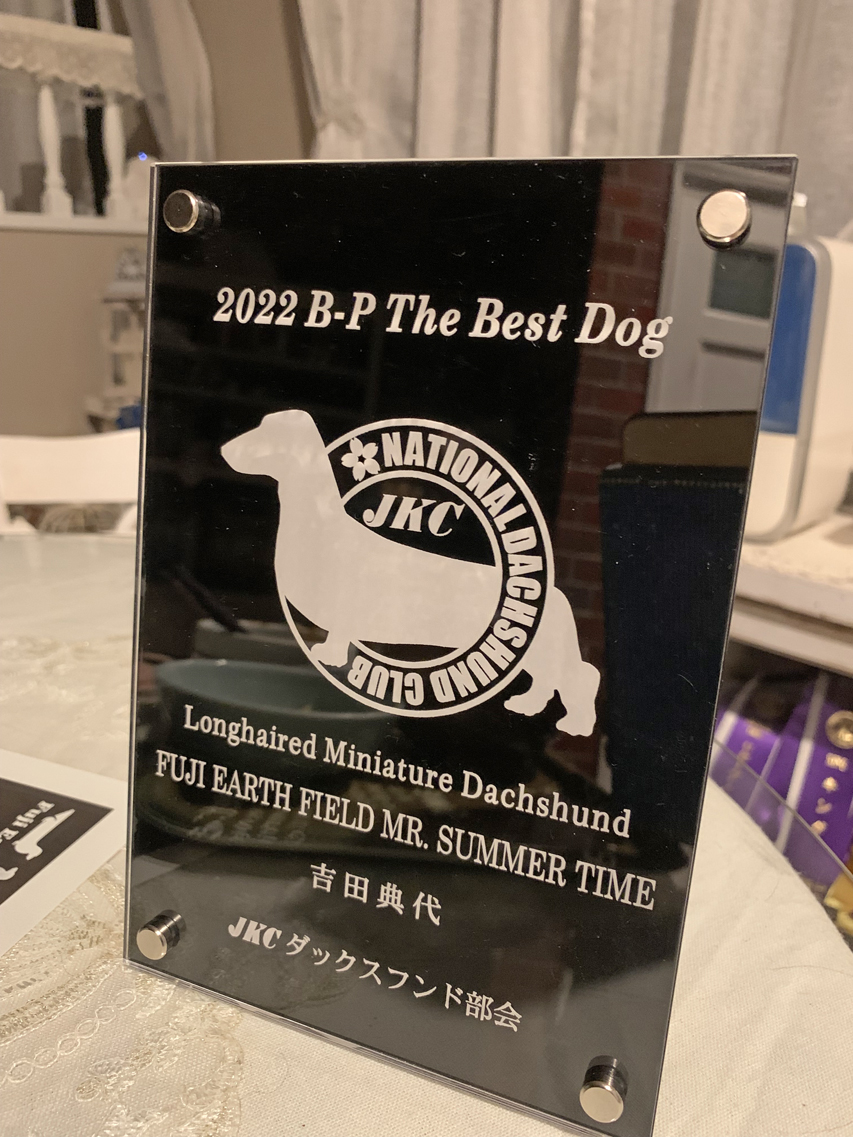 2022 B-P The Best Dog
NATIONAL DACHSHUND CLUB
JKC
Longhaired Miniature Dachshund
FUJI EARTH FIELD MR. SUMMER TIME
吉田典代
JKC ダックスフンド部会
Fuji